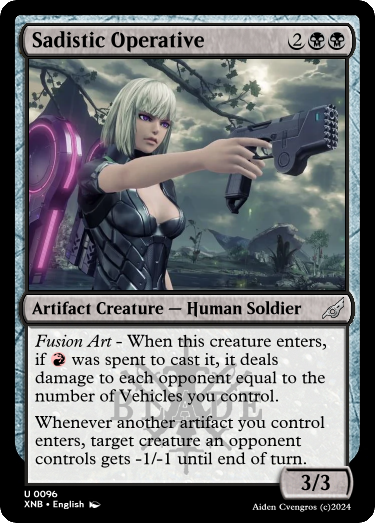 Sadistic Operative 2
Artifact Creature — Human Soldier
Fusion Art - When this creature enters,
if was spent to cast it, it deals
damage to each opponent equal to the
number of Vehicles you control.
Whenever another artifact you control
enters, target creature an opponent
controls gets -1/-1 until end of turn.
BLADE
3/3
U 0096
XNB • English
Aiden Cvengros (c)2024